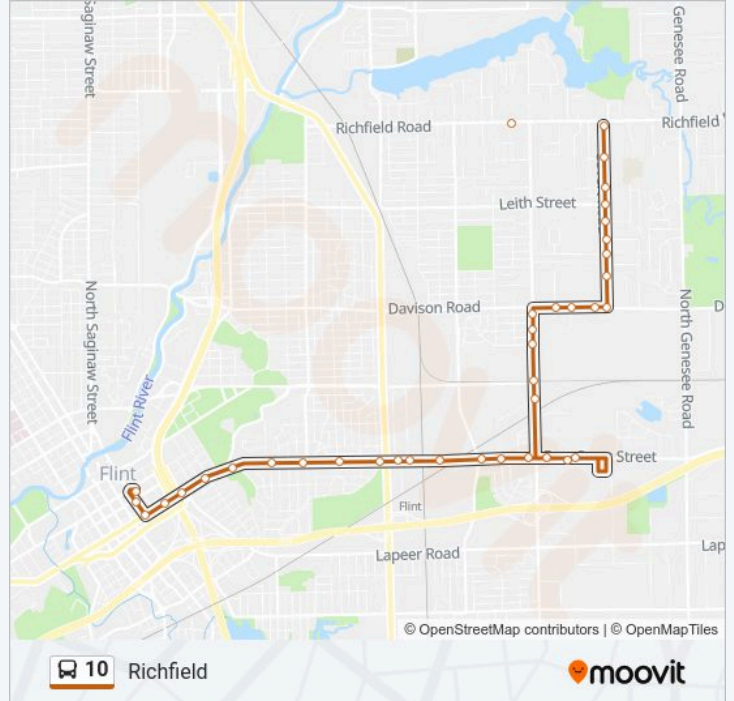 Saginaw Street
Genesee Road
Richfield Road
Richfield
Leith Street
Davison Road
D
North Saginaw Street
North Genesee Road
Flint River
Flint
Street
Flint
Lapeer Road
Lap
© OpenStreetMap contributors | © OpenMapTiles
10 Richfield
moovit